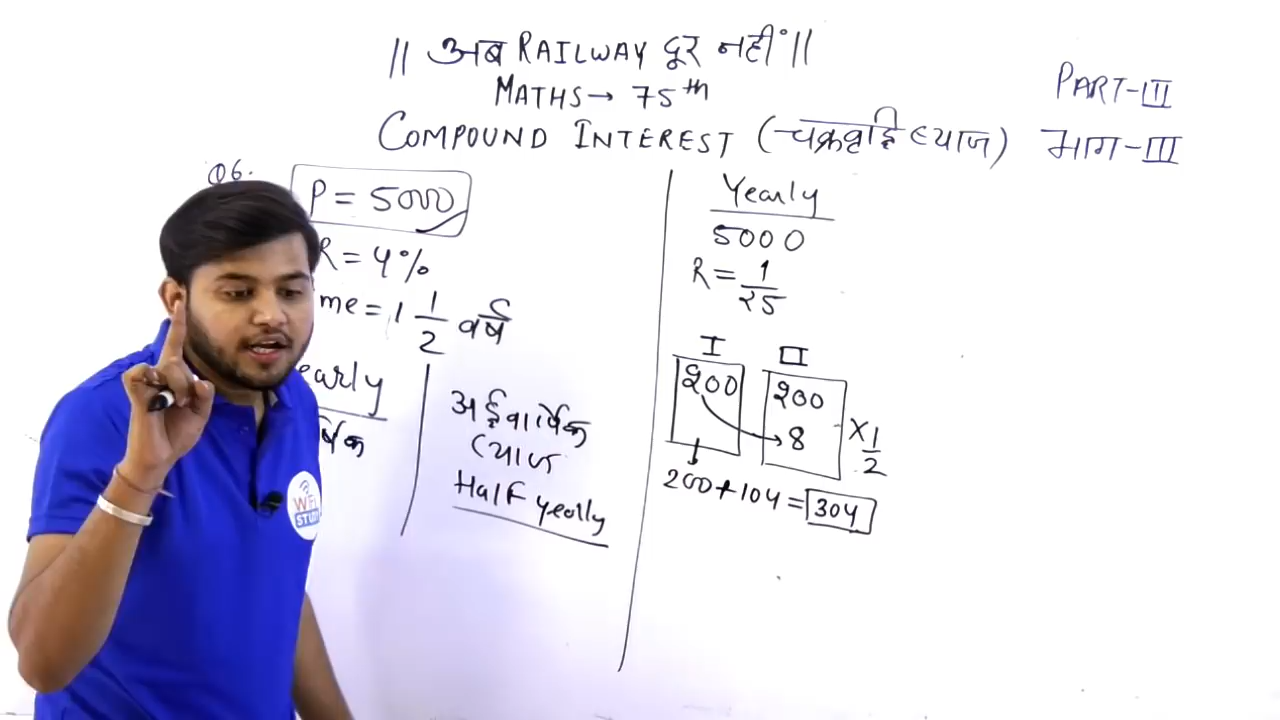 || अब RAILWAY दूर नहीं ||
MATHS → 75th
COMPOUND INTEREST (चक्रवृद्धि ब्याज)
PART-III
भाग-III
Q6.
P = 5000
R = 4%
me = 1 1/2 वर्ष
early
र्षिक
अर्द्धवार्षिक
ब्याज
Half yearly
Yearly
5000
R = 1/25
I II
200 200
8 × 1/2
200 + 104 = 304
WiFi
STUDY